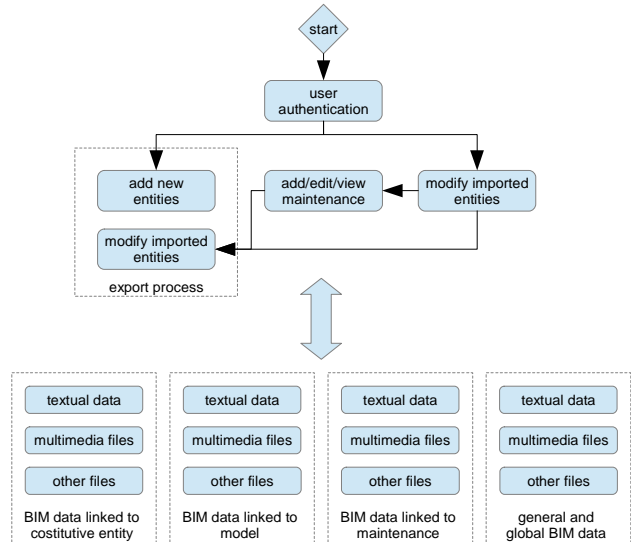 start
user
authentication
add new
entities
add/edit/view
maintenance
modify imported
entities
modify imported
entities
export process
textual data
multimedia files
other files
BIM data linked to
costitutive entity
textual data
multimedia files
other files
BIM data linked to
model
textual data
multimedia files
other files
BIM data linked to
maintenance
textual data
multimedia files
other files
general and
global BIM data